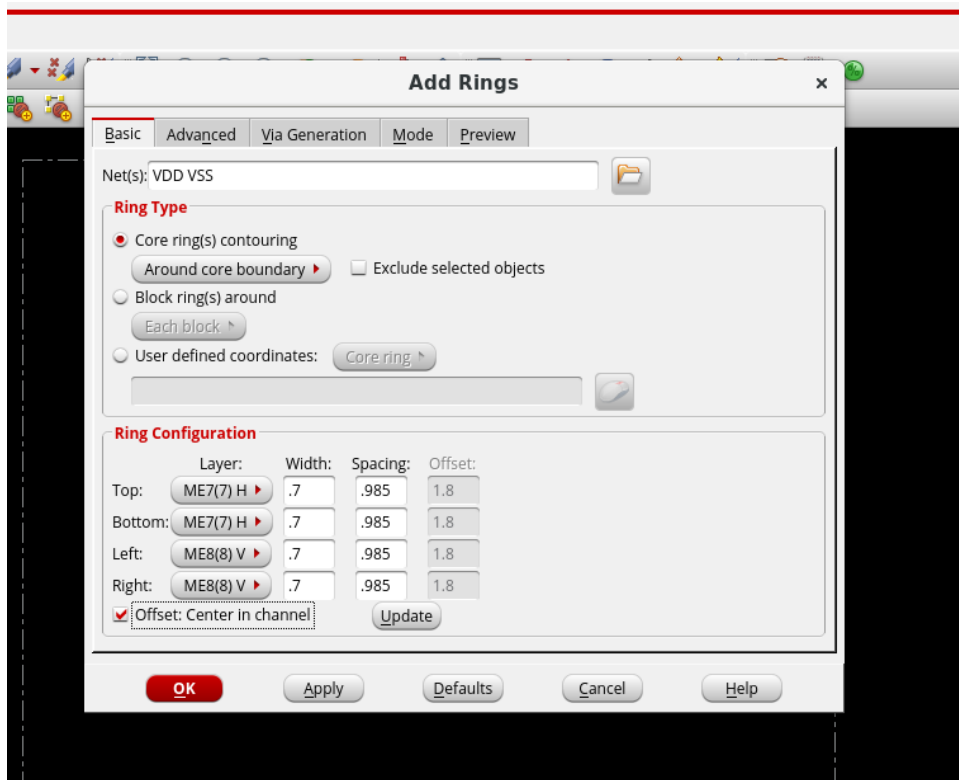 Add Rings
Basic Advanced Via Generation Mode Preview
Net(s): VDD VSS
Ring Type
Core ring(s) contouring
Around core boundary Exclude selected objects
Block ring(s) around
Each block
User defined coordinates: Core ring
Ring Configuration
Layer: Width: Spacing: Offset:
Top: ME7(7) H .7 .985 1.8
Bottom: ME7(7) H .7 .985 1.8
Left: ME8(8) V .7 .985 1.8
Right: ME8(8) V .7 .985 1.8
Offset: Center in channel Update
OK Apply Defaults Cancel Help